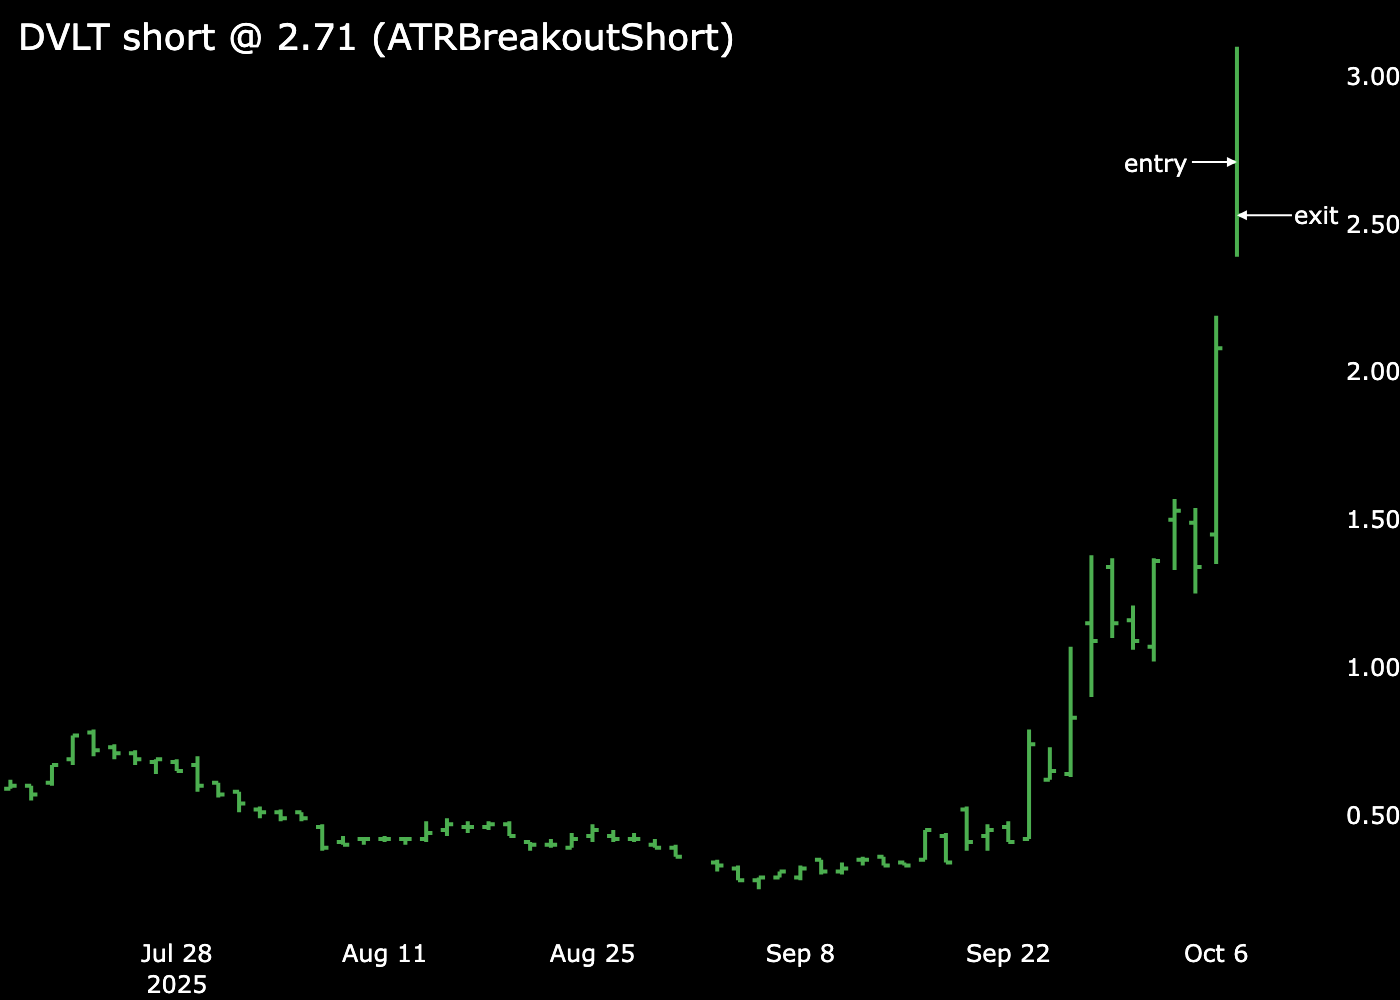 DVLT short @ 2.71 (ATRBreakoutShort)
3.00
entry
exit
2.50
2.00
1.50
1.00
0.50
Jul 28
2025
Aug 11
Aug 25
Sep 8
Sep 22
Oct 6